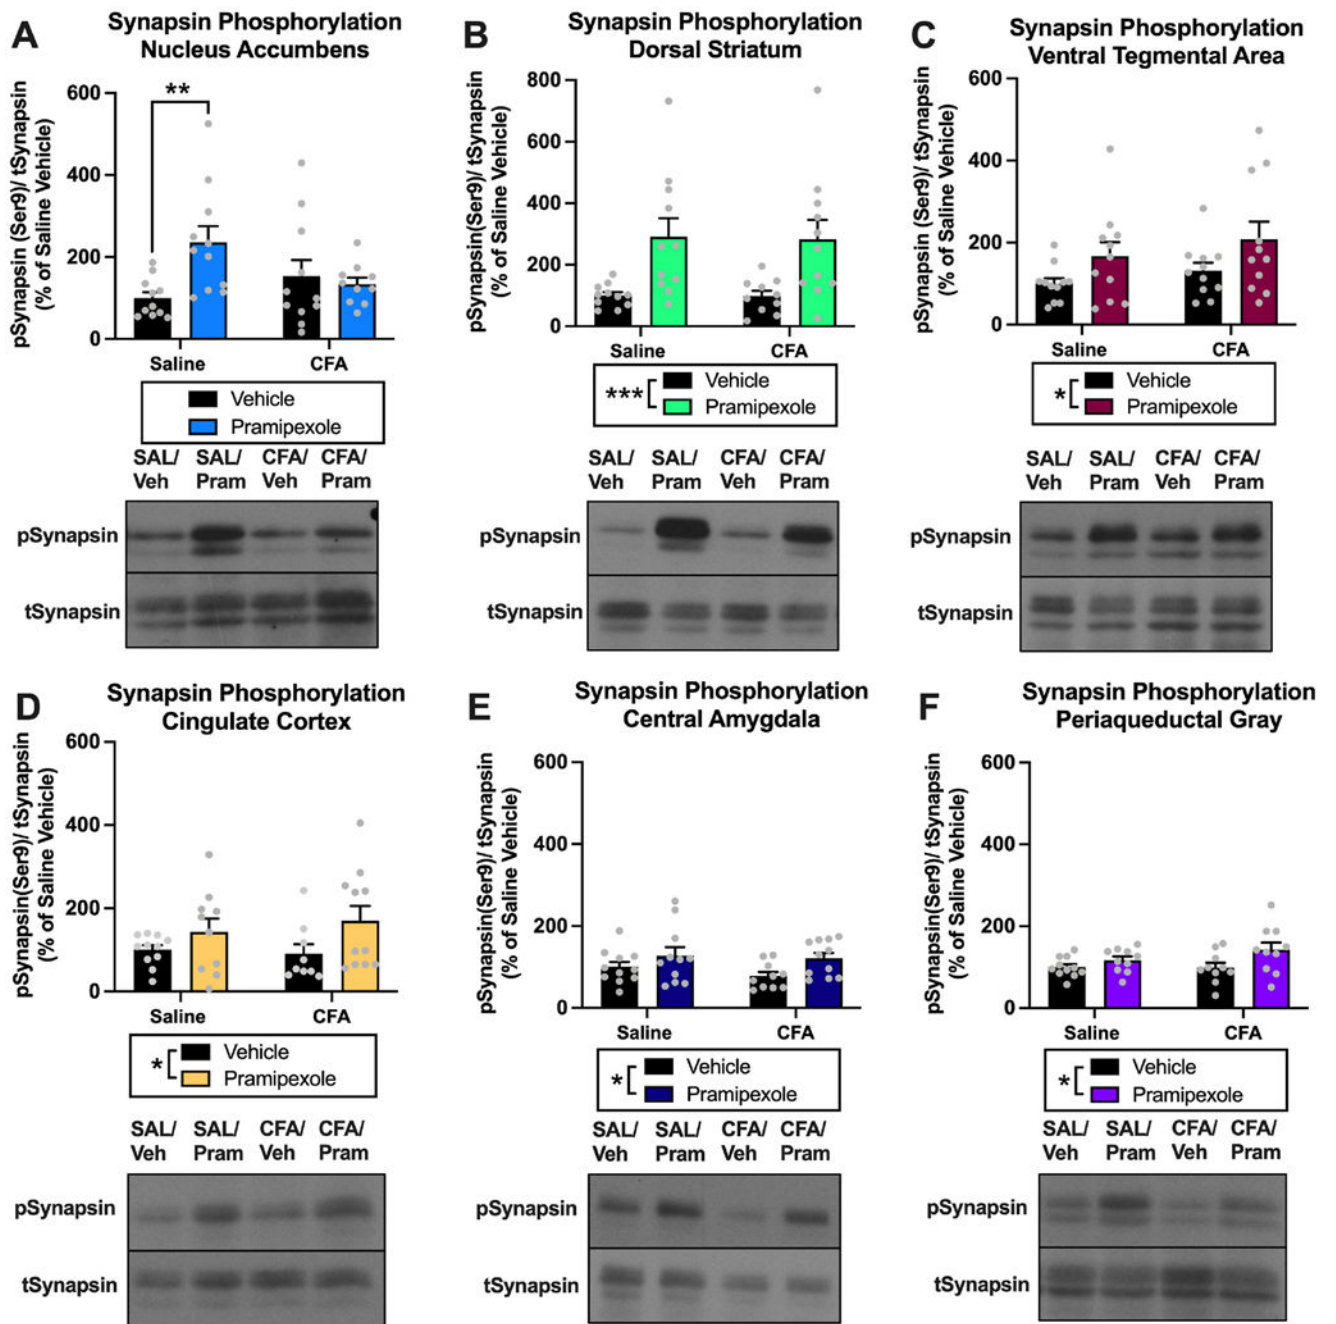 A
Synapsin Phosphorylation
Nucleus Accumbens
pSynapsin (Ser9)/ tSynapsin
(% of Saline Vehicle)
600
400
200
0
**
Saline
CFA
Vehicle
Pramipexole
SAL/ SAL/ CFA/ CFA/
Veh Pram Veh Pram
pSynapsin
tSynapsin
B
Synapsin Phosphorylation
Dorsal Striatum
pSynapsin(Ser9)/ tSynapsin
(% of Saline Vehicle)
800
600
400
200
0
Saline
CFA
***
Vehicle
Pramipexole
SAL/ SAL/ CFA/ CFA/
Veh Pram Veh Pram
pSynapsin
tSynapsin
C
Synapsin Phosphorylation
Ventral Tegmental Area
pSynapsin (Ser9)/ tSynapsin
(% of Saline Vehicle)
600
400
200
0
Saline
CFA
*
Vehicle
Pramipexole
SAL/ SAL/ CFA/ CFA/
Veh Pram Veh Pram
pSynapsin
tSynapsin
D
Synapsin Phosphorylation
Cingulate Cortex
pSynapsin(Ser9)/ tSynapsin
(% of Saline Vehicle)
600
400
200
0
Saline
CFA
*
Vehicle
Pramipexole
SAL/ SAL/ CFA/ CFA/
Veh Pram Veh Pram
pSynapsin
tSynapsin
E
Synapsin Phosphorylation
Central Amygdala
pSynapsin(Ser9)/ tSynapsin
(% of Saline Vehicle)
600
400
200
0
Saline
CFA
*
Vehicle
Pramipexole
SAL/ SAL/ CFA/ CFA/
Veh Pram Veh Pram
pSynapsin
tSynapsin
F
Synapsin Phosphorylation
Periaqueductal Gray
pSynapsin(Ser9)/ tSynapsin
(% of Saline Vehicle)
600
400
200
0
Saline
CFA
*
Vehicle
Pramipexole
SAL/ SAL/ CFA/ CFA/
Veh Pram Veh Pram
pSynapsin
tSynapsin